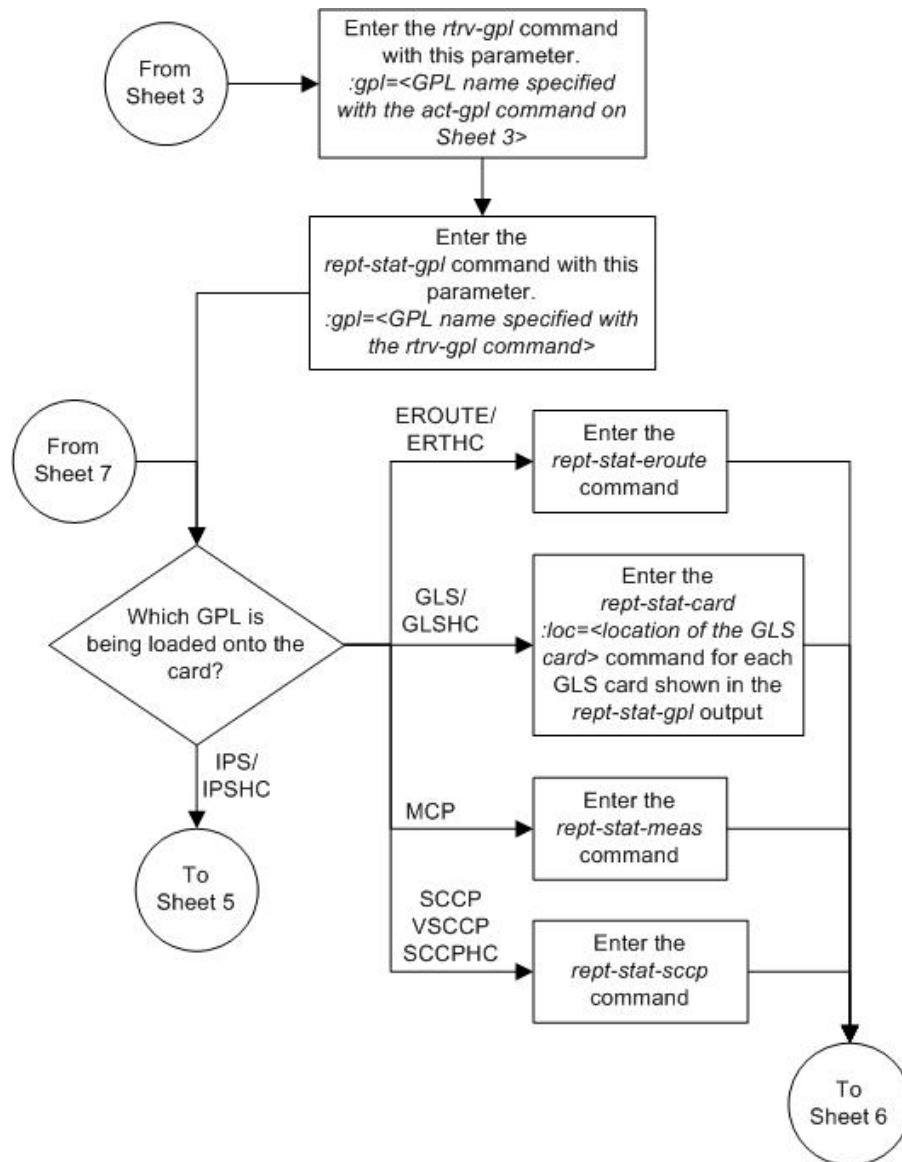 From
Sheet 3
Enter the rtrv-gpl command
with this parameter.
:gpl=<GPL name specified
with the act-gpl command on
Sheet 3>
Enter the
rept-stat-gpl command with this
parameter.
:gpl=<GPL name specified with
the rtrv-gpl command>
From
Sheet 7
Which GPL is
being loaded onto the
card?
EROUTE/
ERTHC
Enter the
rept-stat-eroute
command
GLS/
GLSHC
Enter the
rept-stat-card
:loc=<location of the GLS
card> command for each
GLS card shown in the
rept-stat-gpl output
IPS/
IPSHC
To
Sheet 5
MCP
Enter the
rept-stat-meas
command
SCCP
VSCCP
SCCPHC
Enter the
rept-stat-sccp
command
To
Sheet 6